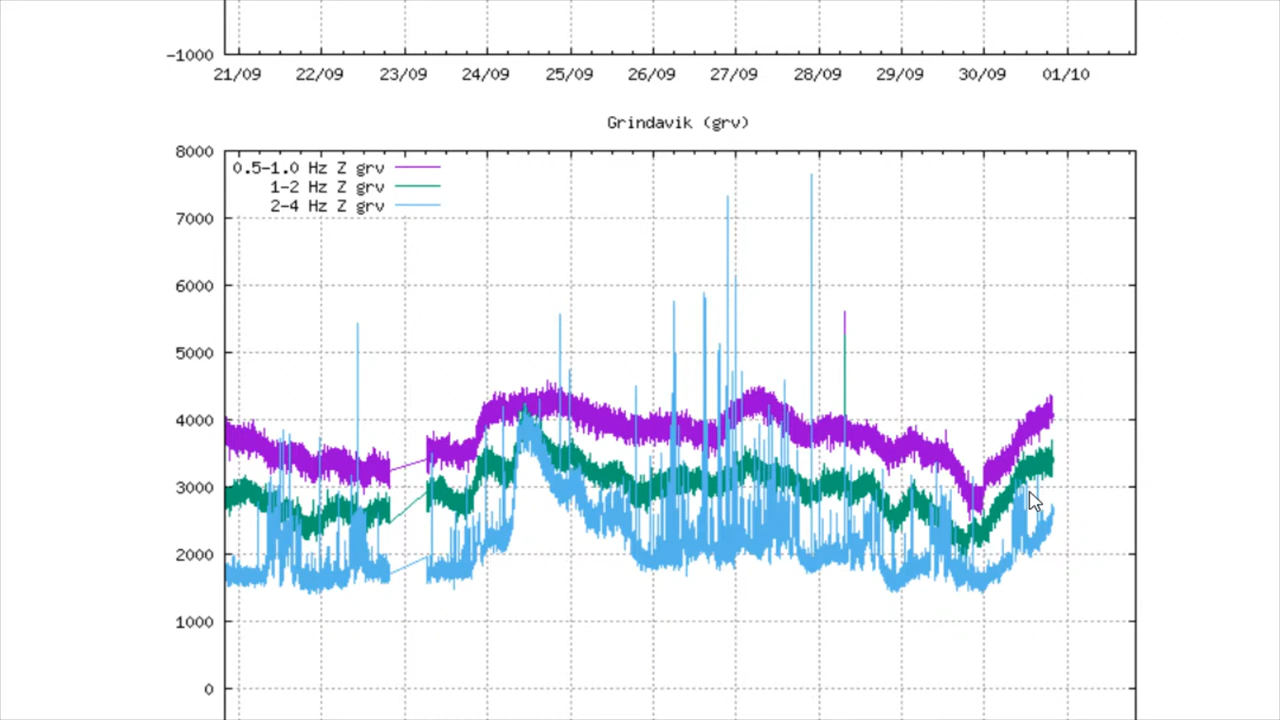 -1000
21/09 22/09 23/09 24/09 25/09 26/09 27/09 28/09 29/09 30/09 01/10
Grindavik (grv)
8000
0.5-1.0 Hz Z grv
1-2 Hz Z grv
2-4 Hz Z grv
7000
6000
5000
4000
3000
2000
1000
0